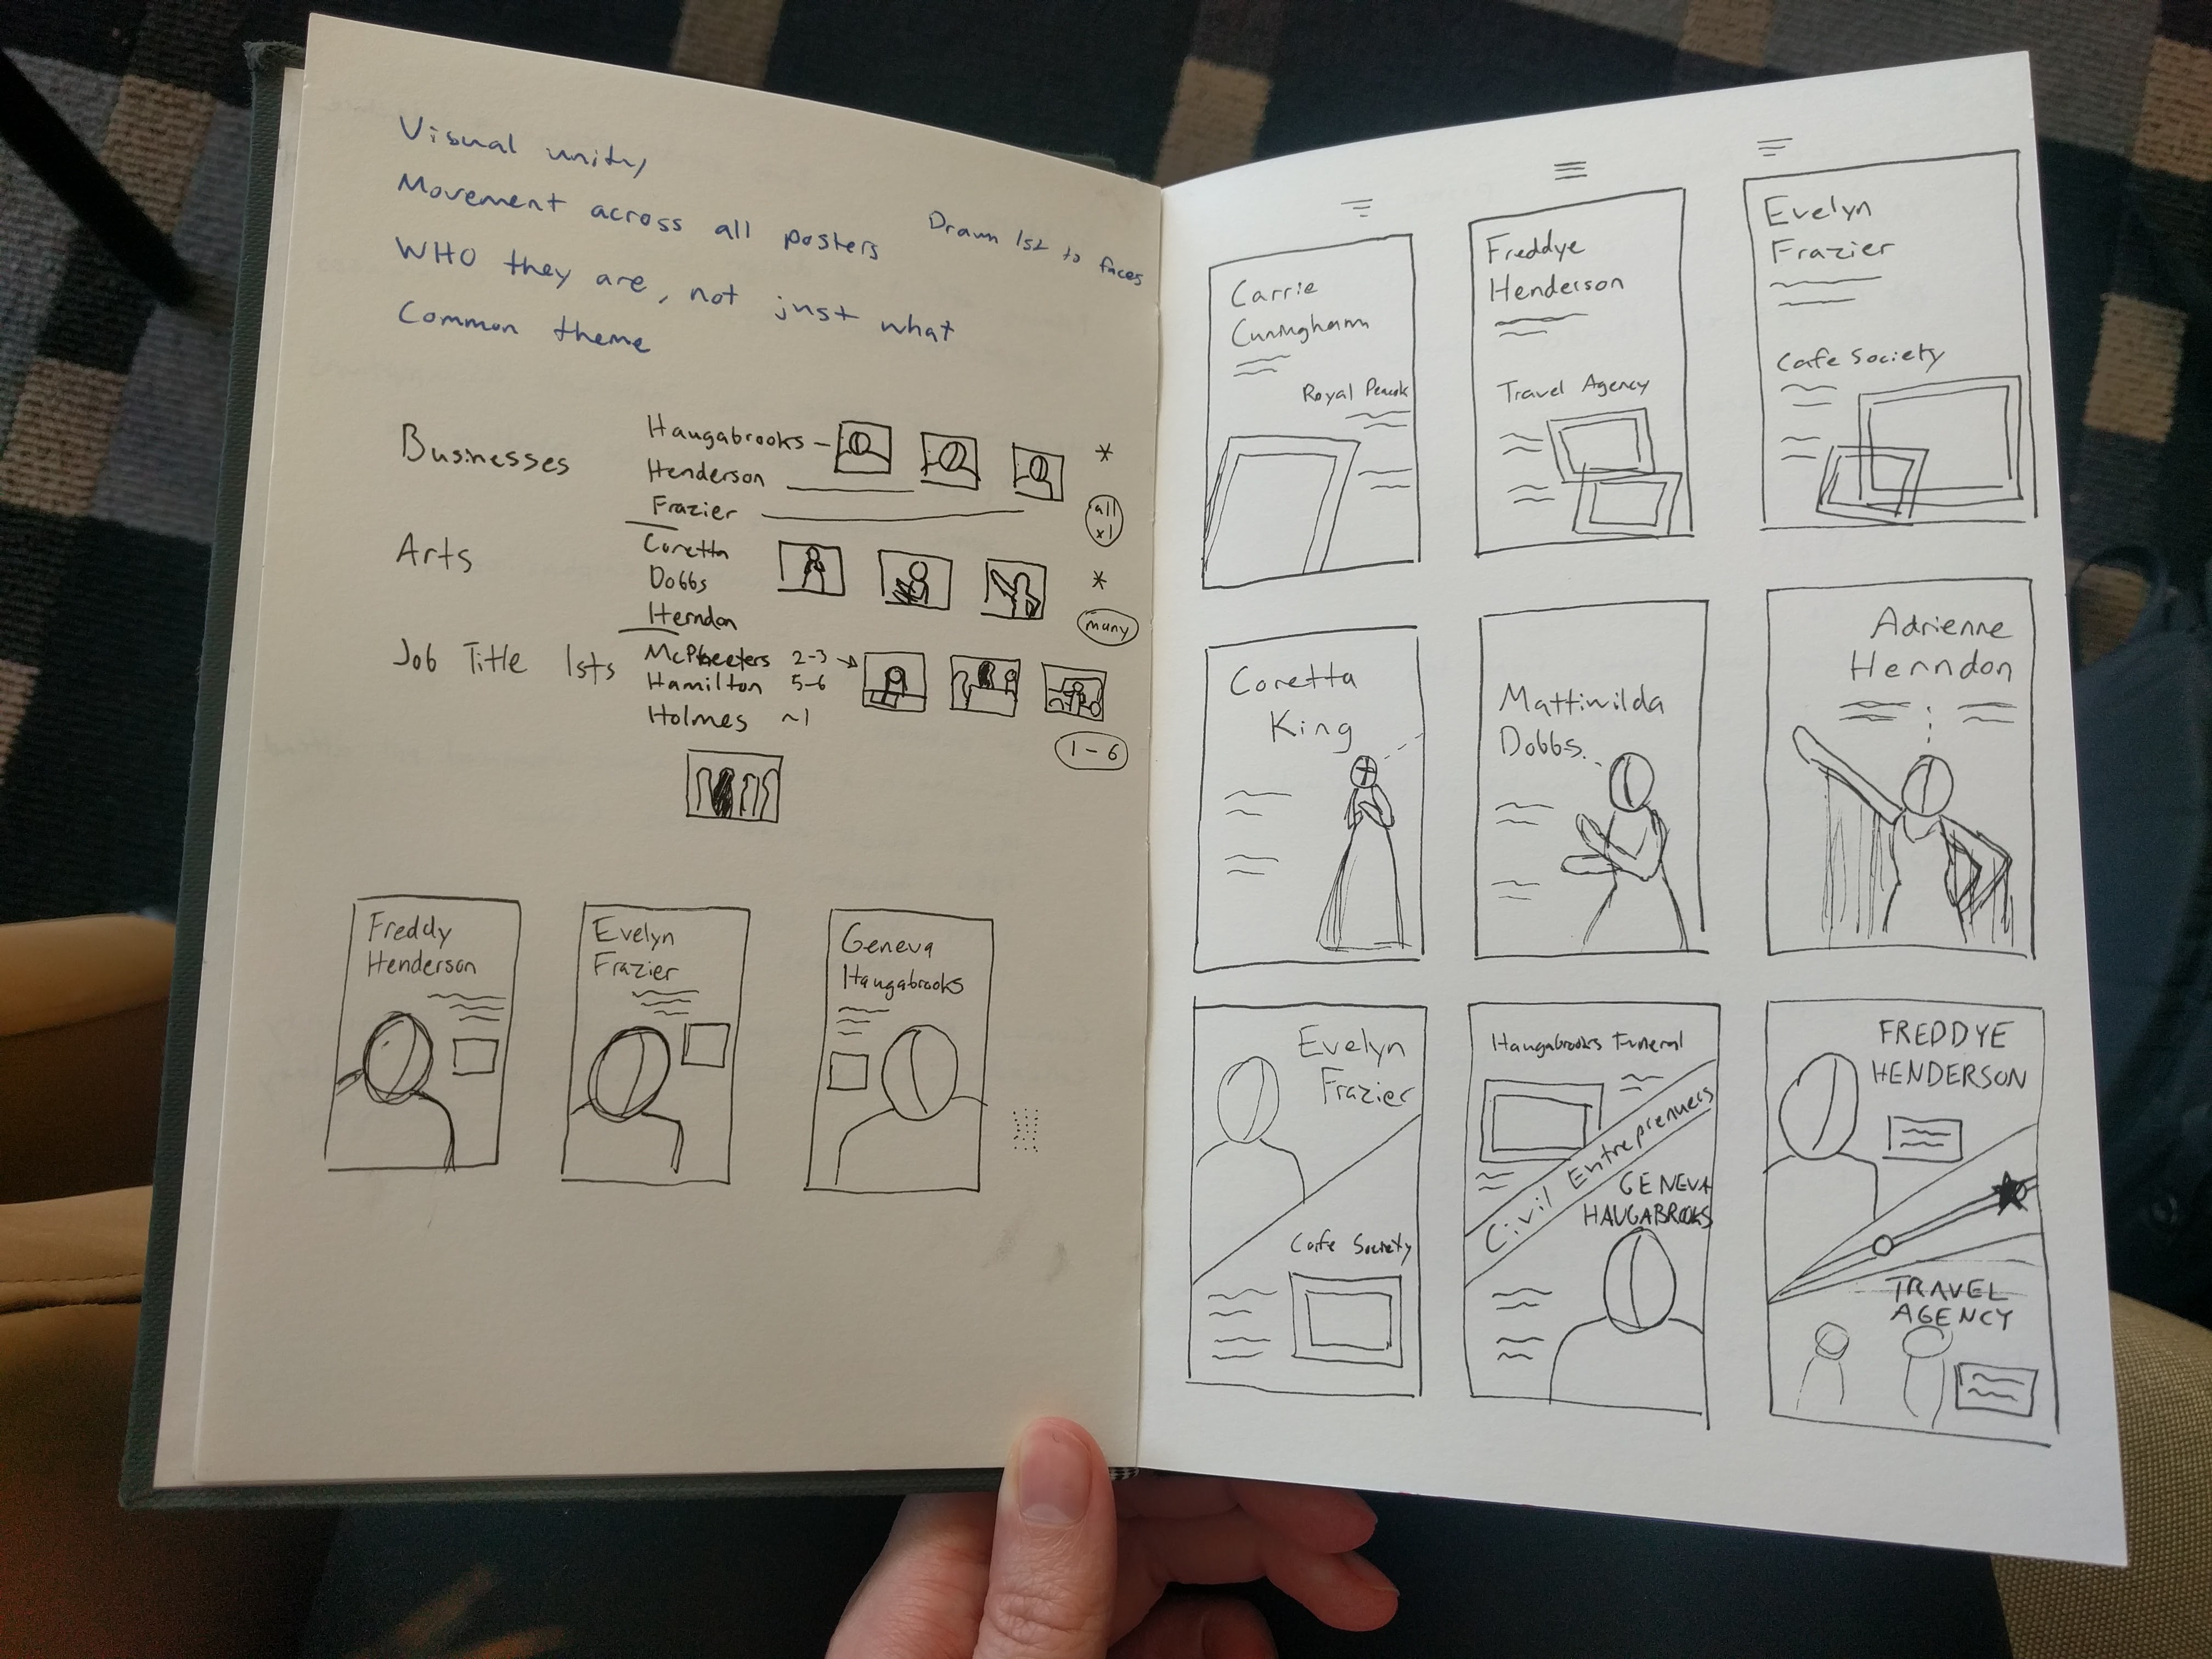 Visual unity
Movement across all posters
Drawn 1st to faces
WHO they are, not just what
Common theme
Businesses
Haugabrooks
Henderson
Frazier
*
all
x1
Arts
Coretta
Dobbs
Herndon
*
many
Job Title 1sts
McPheeters 2-3
Hamilton 5-6
Holmes ~1
1-6
Freddy
Henderson
Evelyn
Frazier
Geneva
Haugabrooks
Carrie
Cunningham
Royal Peacok
Freddye
Henderson
Travel Agency
Evelyn
Frazier
Cafe Society
Coretta
King
Mattiwilda
Dobbs
Adrienne
Herndon
Evelyn
Frazier
Cafe Society
Haugabrooks Funeral
Civil Entreprenuers
GENEVA
HAUGABROOKS
FREDDYE
HENDERSON
TRAVEL
AGENCY